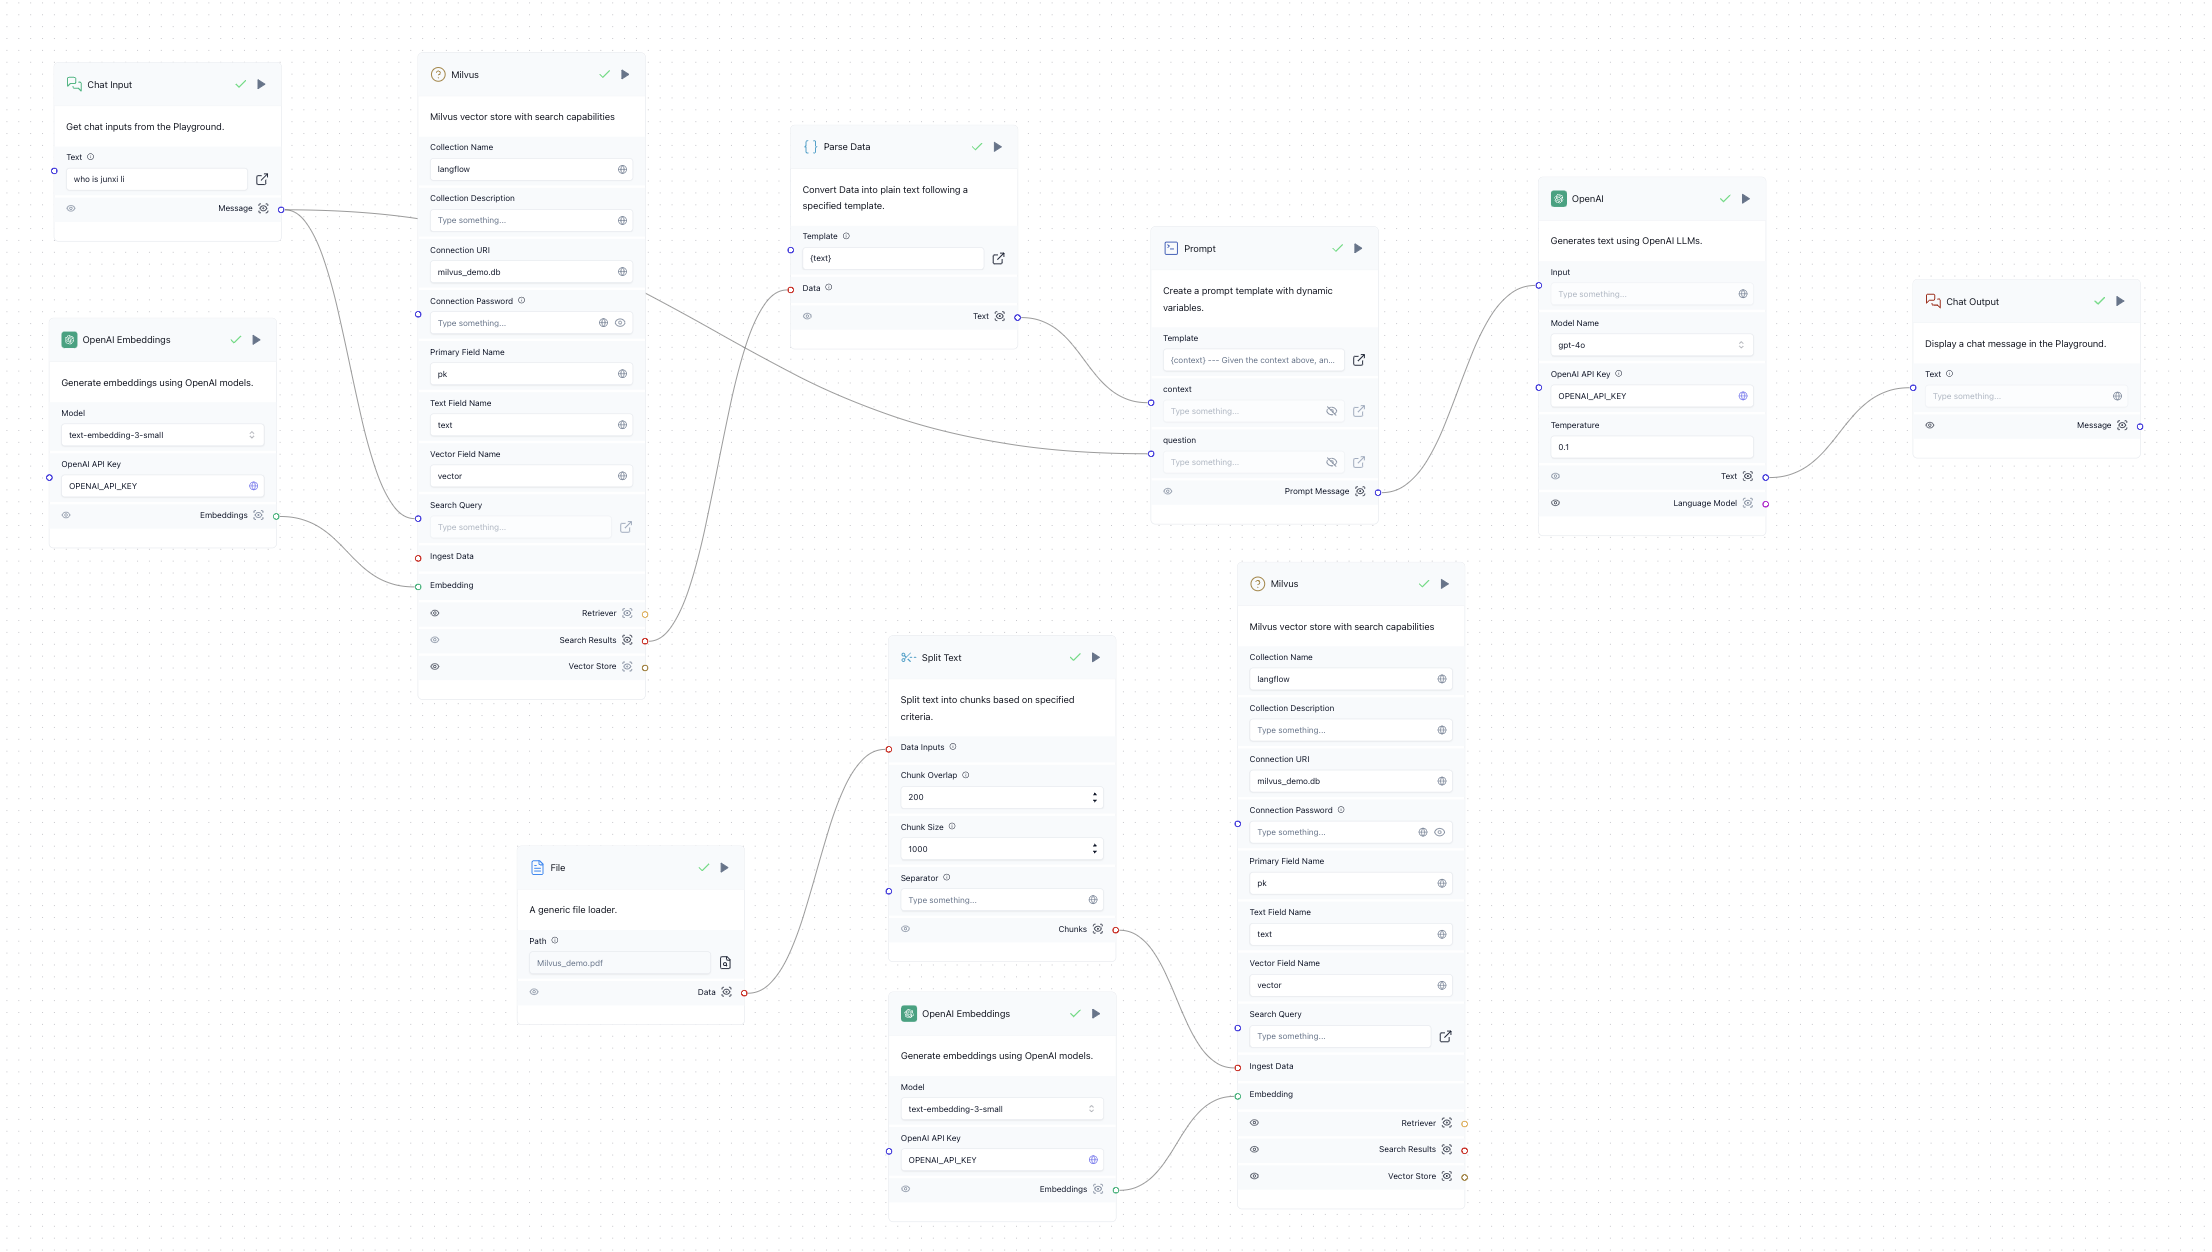 Chat Input
Get chat inputs from the Playground.
Text
who is junxi li
Message
OpenAI Embeddings
Generate embeddings using OpenAI models.
Model
text-embedding-3-small
OpenAI API Key
OPENAI_API_KEY
Embeddings
Milvus
Milvus vector store with search capabilities
Collection Name
langflow
Collection Description
Type something...
Connection URI
milvus_demo.db
Connection Password
Type something...
Primary Field Name
pk
Text Field Name
text
Vector Field Name
vector
Search Query
Type something...
Ingest Data
Embedding
Retriever
Search Results
Vector Store
Parse Data
Convert Data into plain text following a
specified template.
Template
{text}
Data
Text
Prompt
Create a prompt template with dynamic
variables.
Template
{context} --- Given the context above, an...
context
Type something...
question
Type something...
Prompt Message
OpenAI
Generates text using OpenAI LLMs.
Input
Type something...
Model Name
gpt-4o
OpenAI API Key
OPENAI_API_KEY
Temperature
0.1
Text
Language Model
Chat Output
Display a chat message in the Playground.
Text
Type something...
Message
File
A generic file loader.
Path
Milvus_demo.pdf
Data
Split Text
Split text into chunks based on specified
criteria.
Data Inputs
Chunk Overlap
200
Chunk Size
1000
Separator
Type something...
Chunks
OpenAI Embeddings
Generate embeddings using OpenAI models.
Model
text-embedding-3-small
OpenAI API Key
OPENAI_API_KEY
Embeddings
Milvus
Milvus vector store with search capabilities
Collection Name
langflow
Collection Description
Type something...
Connection URI
milvus_demo.db
Connection Password
Type something...
Primary Field Name
pk
Text Field Name
text
Vector Field Name
vector
Search Query
Type something...
Ingest Data
Embedding
Retriever
Search Results
Vector Store